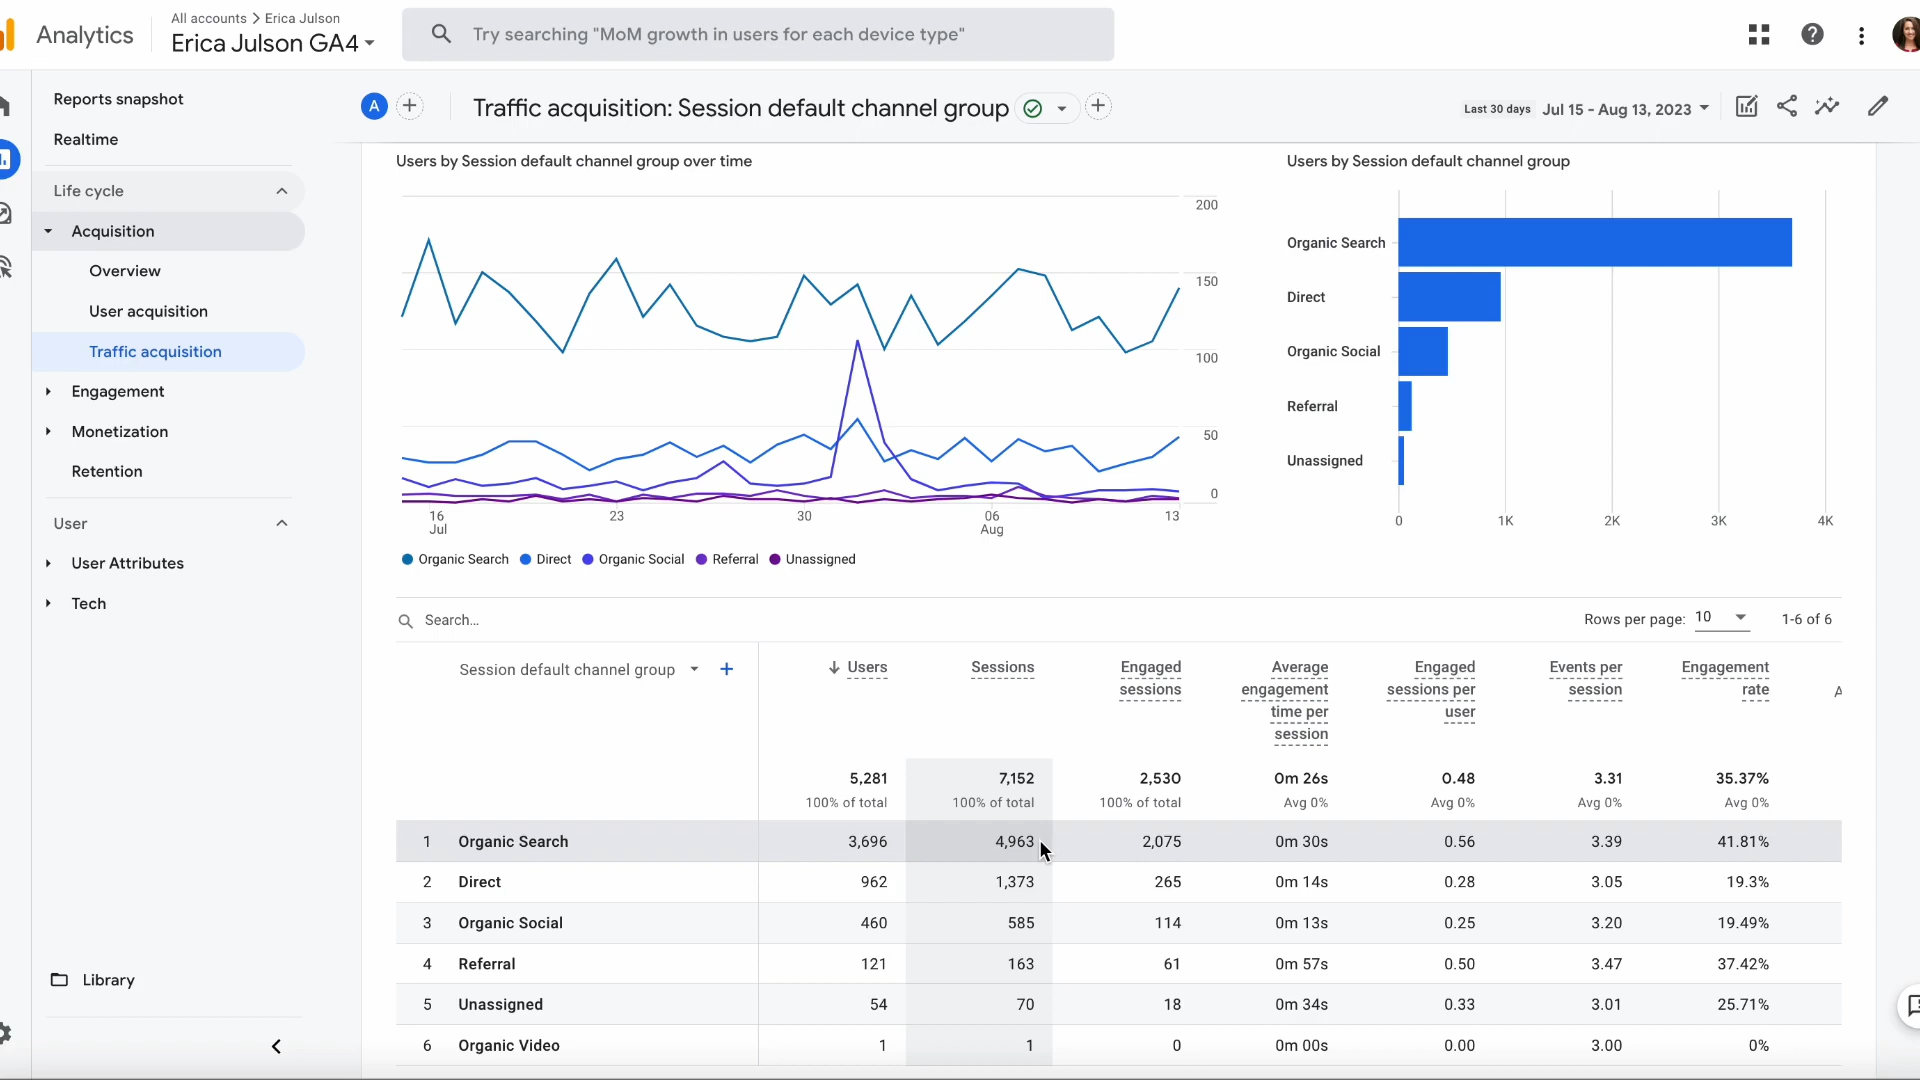 Analytics
All accounts > Erica Julson
Erica Julson GA4
Try searching "MoM growth in users for each device type"
Reports snapshot
Realtime
Life cycle
Acquisition
Overview
User acquisition
Traffic acquisition
Engagement
Monetization
Retention
User
User Attributes
Tech
Library
A
Traffic acquisition: Session default channel group
Last 30 days Jul 15 - Aug 13, 2023
Users by Session default channel group over time
200
150
100
50
0
16 23 30 06 13
Jul Aug
Organic Search Direct Organic Social Referral Unassigned
Users by Session default channel group
Organic Search
Direct
Organic Social
Referral
Unassigned
0 1K 2K 3K 4K
Search...
Rows per page: 10 1-6 of 6
Session default channel group +
Users
Sessions
Engaged
sessions
Average
engagement
time per
session
Engaged
sessions per
user
Events per
session
Engagement
rate
5,281 7,152 2,530 0m 26s 0.48 3.31 35.37%
100% of total 100% of total 100% of total Avg 0% Avg 0% Avg 0% Avg 0%
1 Organic Search 3,696 4,963 2,075 0m 30s 0.56 3.39 41.81%
2 Direct 962 1,373 265 0m 14s 0.28 3.05 19.3%
3 Organic Social 460 585 114 0m 13s 0.25 3.20 19.49%
4 Referral 121 163 61 0m 57s 0.50 3.47 37.42%
5 Unassigned 54 70 18 0m 34s 0.33 3.01 25.71%
6 Organic Video 1 1 0 0m 00s 0.00 3.00 0%